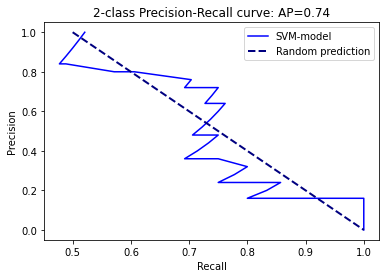 2-class Precision-Recall curve: AP=0.74
SVM-model
Random prediction
Precision
1.0
0.8
0.6
0.4
0.2
0.0
0.5
0.6
0.7
0.8
0.9
1.0
Recall